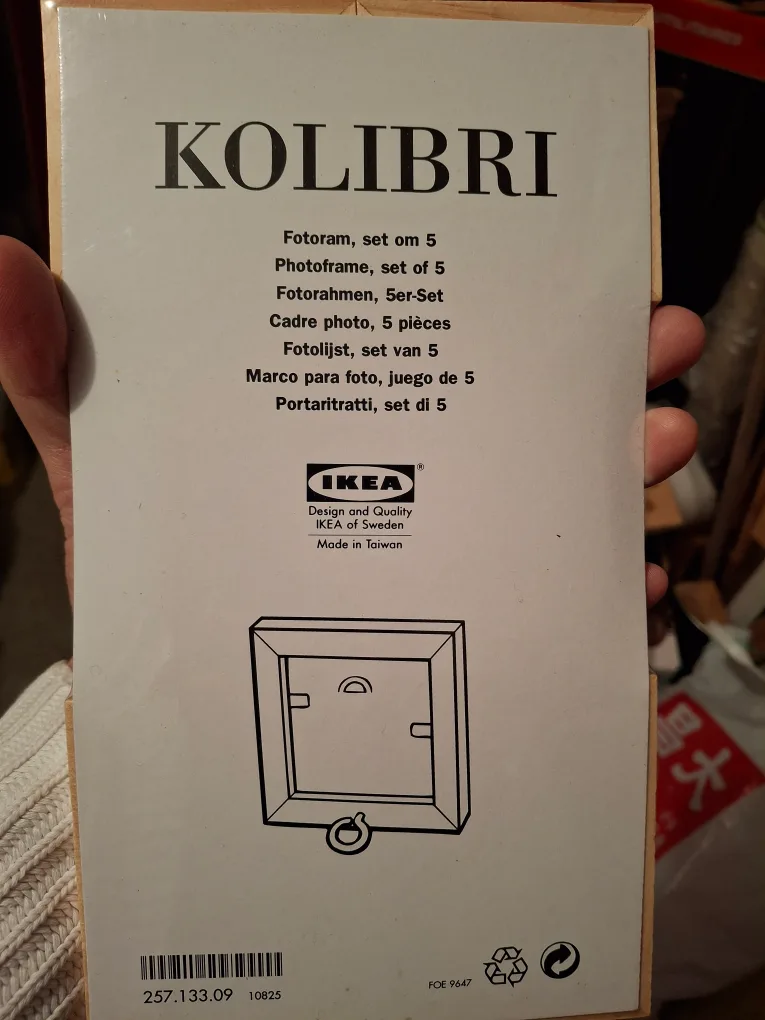 KOLIBRI
Fotoram, set om 5
Photoframe, set of 5
Fotorahmen, 5er-Set
Cadre photo, 5 pièces
Fotolijst, set van 5
Marco para foto, juego de 5
Portaritratti, set di 5
IKEA®
Design and Quality
IKEA of Sweden
Made in Taiwan
257.133.09 10825
FOE 9647